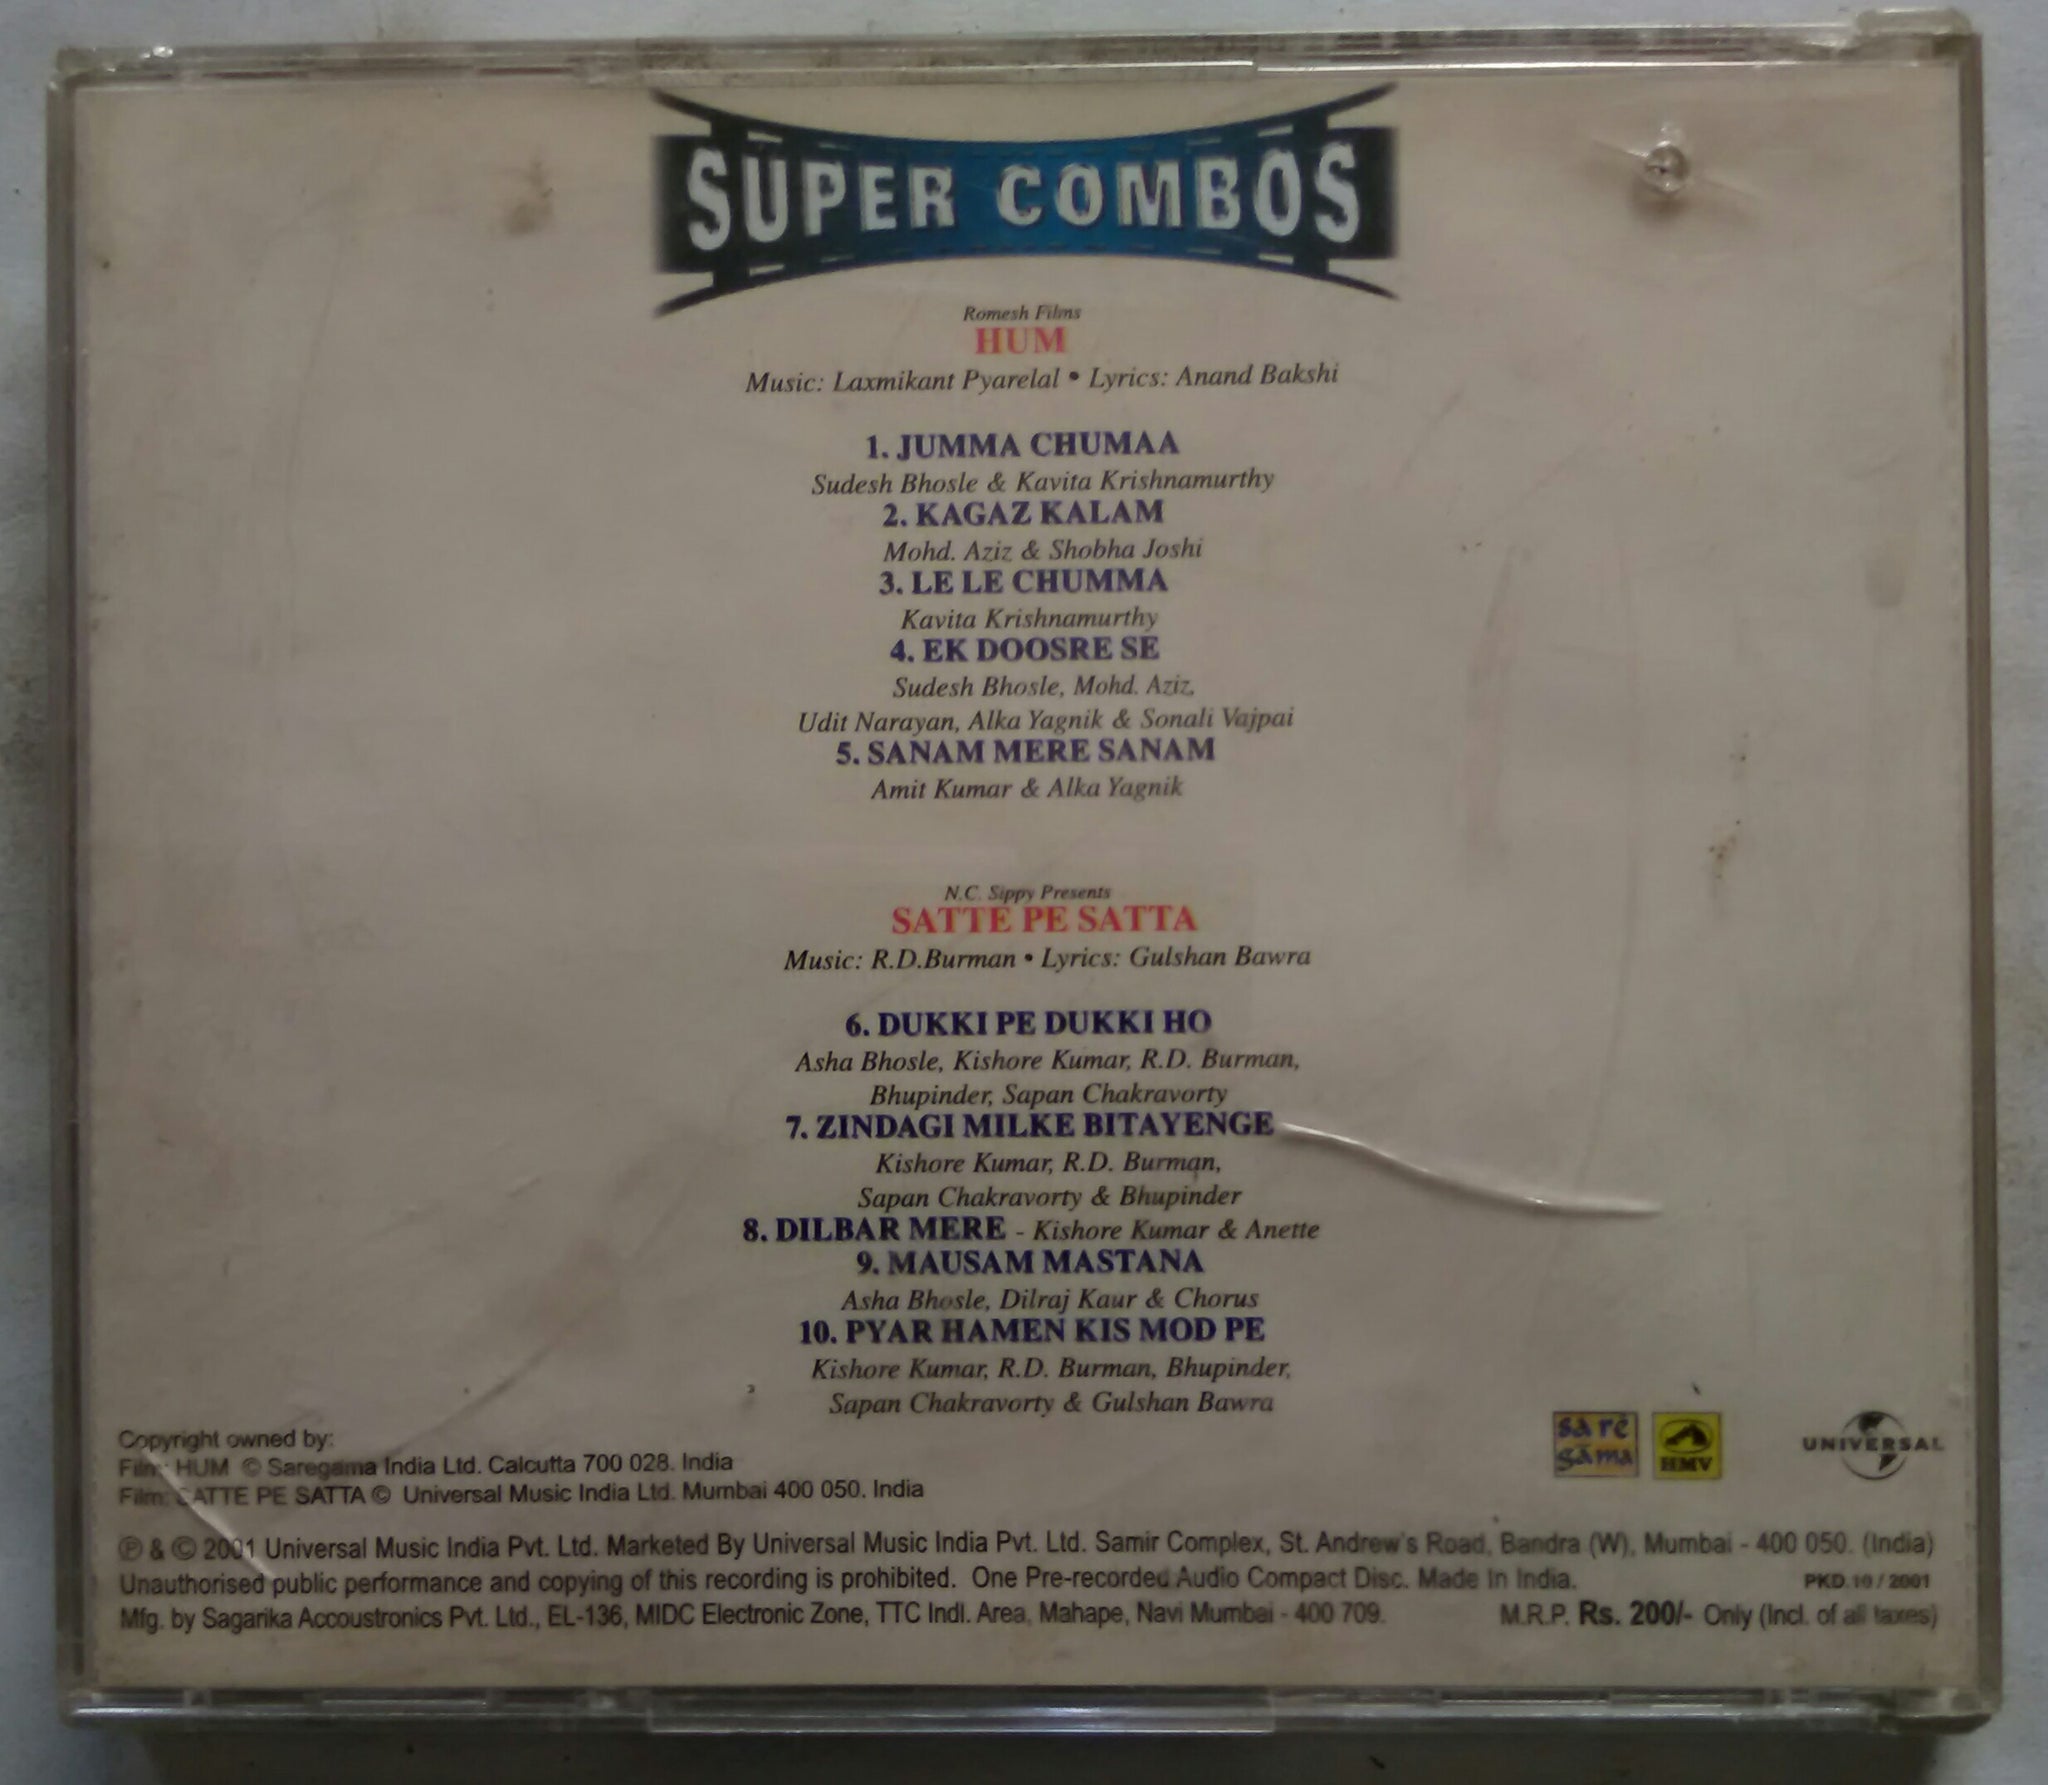 SUPER COMBOS
Romesh Films
HUM
Music: Laxmikant Pyarelal • Lyrics: Anand Bakshi
1. JUMMA CHUMAA
Sudesh Bhosle & Kavita Krishnamurthy
2. KAGAZ KALAM
Mohd. Aziz & Shobha Joshi
3. LE LE CHUMMA
Kavita Krishnamurthy
4. EK DOOSRE SE
Sudesh Bhosle, Mohd. Aziz,
Udit Narayan, Alka Yagnik & Sonali Vajpai
5. SANAM MERE SANAM
Amit Kumar & Alka Yagnik
N.C. Sippy Presents
SATTE PE SATTA
Music: R.D.Burman • Lyrics: Gulshan Bawra
6. DUKKI PE DUKKI HO
Asha Bhosle, Kishore Kumar, R.D. Burman,
Bhupinder, Sapan Chakravorty
7. ZINDAGI MILKE BITAYENGE
Kishore Kumar, R.D. Burman,
Sapan Chakravorty & Bhupinder
8. DILBAR MERE - Kishore Kumar & Anette
9. MAUSAM MASTANA
Asha Bhosle, Dilraj Kaur & Chorus
10. PYAR HAMEN KIS MOD PE
Kishore Kumar, R.D. Burman, Bhupinder,
Sapan Chakravorty & Gulshan Bawra
Copyright owned by:
Film: HUM © Saregama India Ltd. Calcutta 700 028. India
Film: SATTE PE SATTA © Universal Music India Ltd. Mumbai 400 050. India
sa re
gama
HMV
UNIVERSAL
℗ & © 2001 Universal Music India Pvt. Ltd. Marketed By Universal Music India Pvt. Ltd. Samir Complex, St. Andrew's Road, Bandra (W), Mumbai - 400 050. (India)
Unauthorised public performance and copying of this recording is prohibited. One Pre-recorded Audio Compact Disc. Made In India. PKD.10 / 2001
Mfg. by Sagarika Accoustronics Pvt. Ltd., EL-136, MIDC Electronic Zone, TTC Indl. Area, Mahape, Navi Mumbai - 400 709. M.R.P. Rs. 200/- Only (Incl. of all taxes)